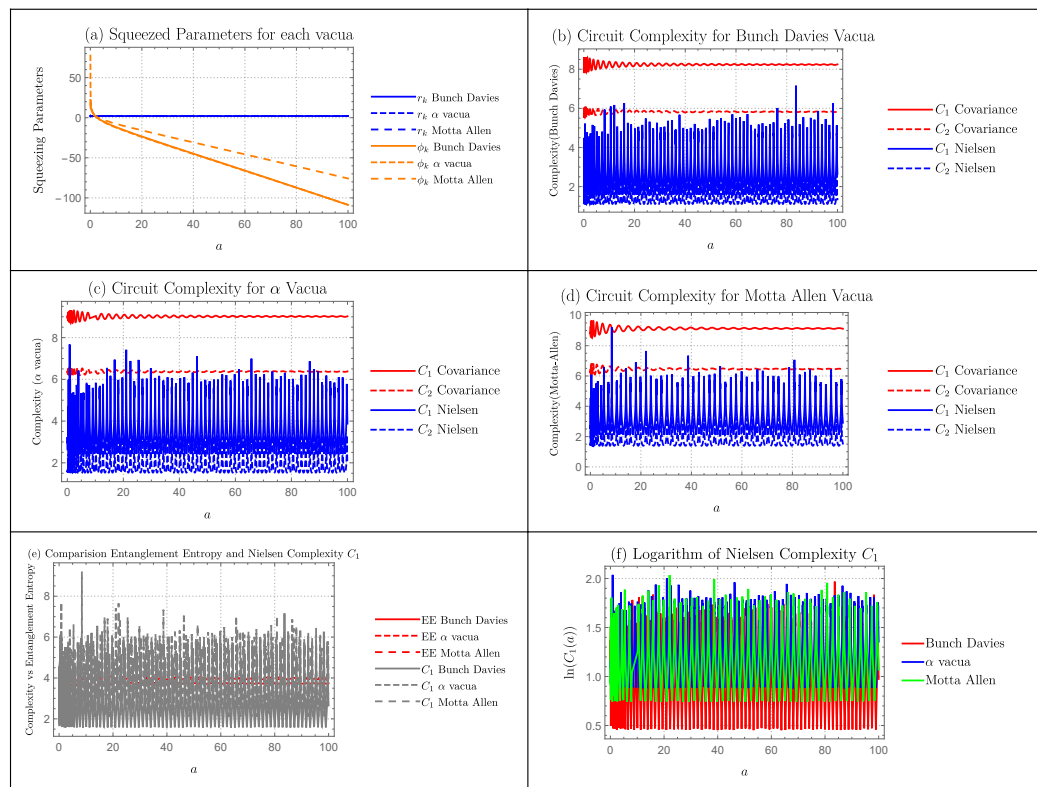 (a) Squeezed Parameters for each vacua
Squeezing Parameters
50
0
−50
−100
0 20 40 60 80 100
a
r_k Bunch Davies
r_k α vacua
r_k Motta Allen
ϕ_k Bunch Davies
ϕ_k α vacua
ϕ_k Motta Allen
(b) Circuit Complexity for Bunch Davies Vacua
Complexity(Bunch Davies)
8
6
4
2
0 20 40 60 80 100
a
C_1 Covariance
C_2 Covariance
C_1 Nielsen
C_2 Nielsen
(c) Circuit Complexity for α Vacua
Complexity (α vacua)
8
6
4
2
0 20 40 60 80 100
a
C_1 Covariance
C_2 Covariance
C_1 Nielsen
C_2 Nielsen
(d) Circuit Complexity for Motta Allen Vacua
Complexity(Motta-Allen)
10
8
6
4
2
0
0 20 40 60 80 100
a
C_1 Covariance
C_2 Covariance
C_1 Nielsen
C_2 Nielsen
(e) Comparision Entanglement Entropy and Nielsen Complexity C_1
Complexity vs Entanglement Entropy
8
6
4
2
0 20 40 60 80 100
a
EE Bunch Davies
EE α vacua
EE Motta Allen
C_1 Bunch Davies
C_1 α vacua
C_1 Motta Allen
(f) Logarithm of Nielsen Complexity C_1
ln(C_1(a))
2.0
1.5
1.0
0.5
0 20 40 60 80 100
a
Bunch Davies
α vacua
Motta Allen